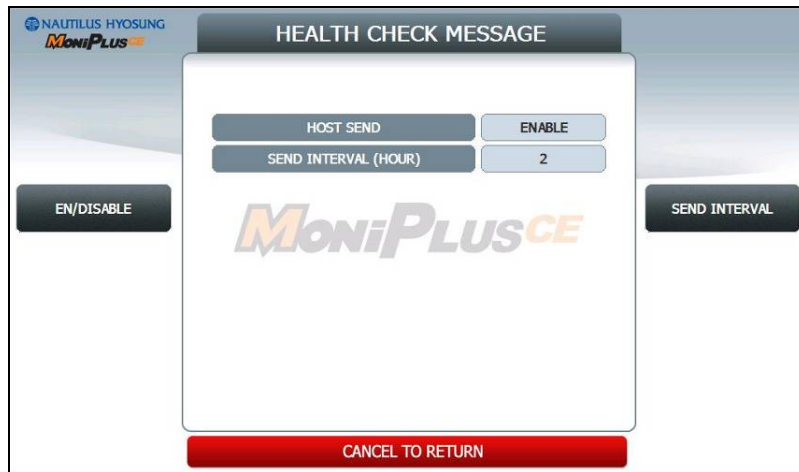 NAUTILUS HYOSUNG
MONiPLUSCE
HEALTH CHECK MESSAGE
HOST SEND ENABLE
SEND INTERVAL (HOUR) 2
EN/DISABLE
SEND INTERVAL
MONiPLUSCE
CANCEL TO RETURN